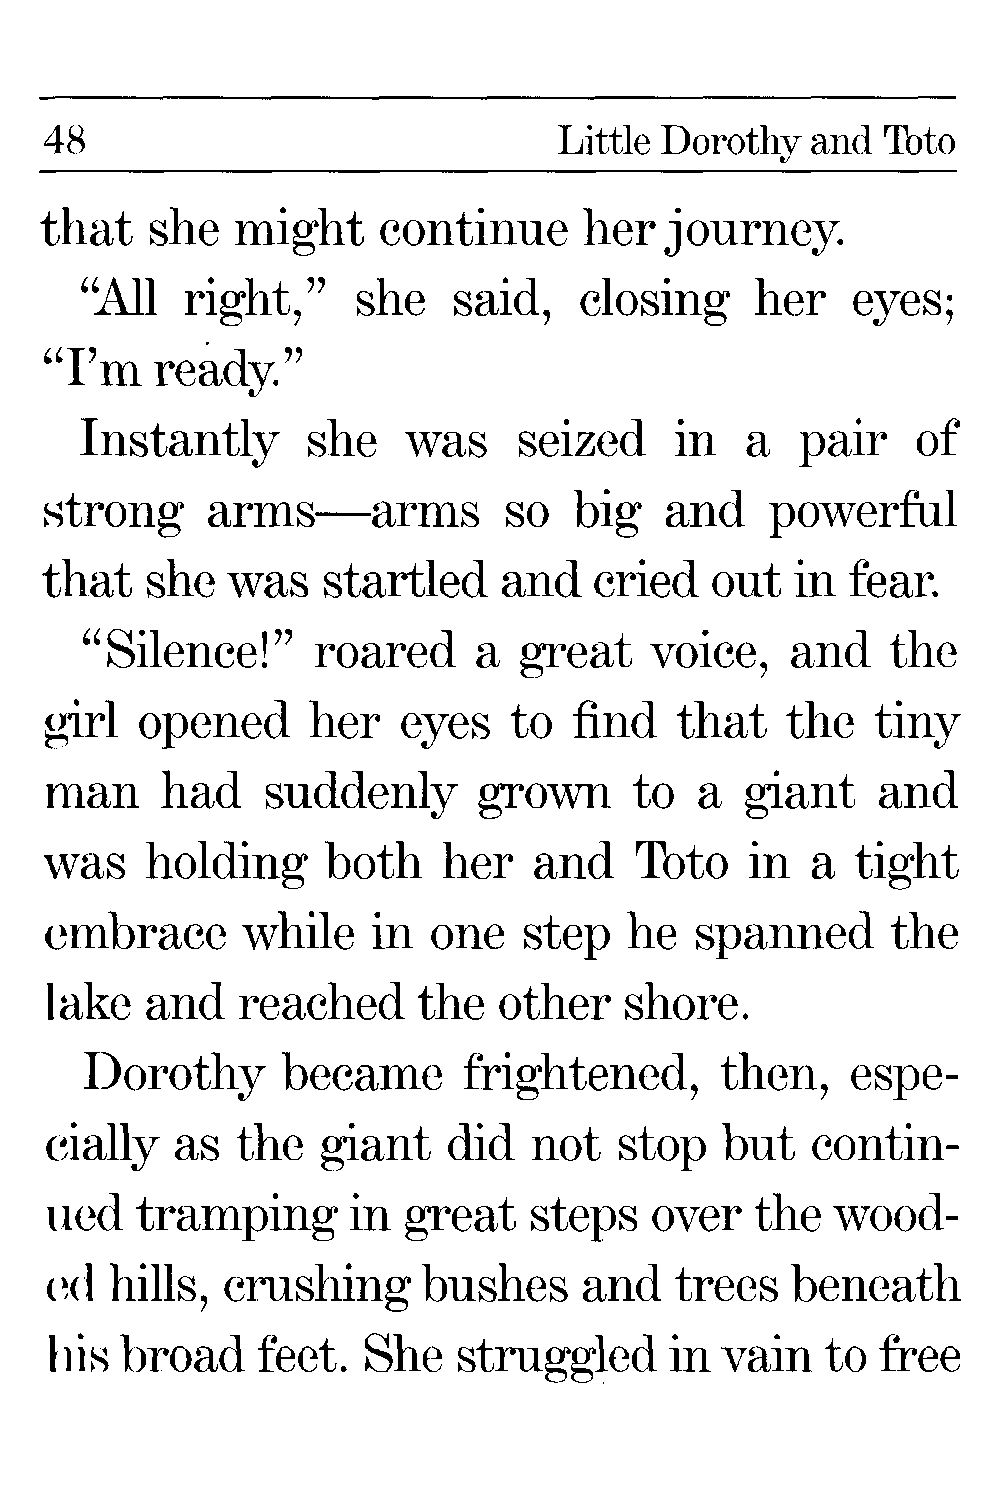 48 Little Dorothy and Toto
that she might continue her journey.
“All right,” she said, closing her eyes;
“I’m ready.”
Instantly she was seized in a pair of
strong arms—arms so big and powerful
that she was startled and cried out in fear.
“Silence!” roared a great voice, and the
girl opened her eyes to find that the tiny
man had suddenly grown to a giant and
was holding both her and Toto in a tight
embrace while in one step he spanned the
lake and reached the other shore.
Dorothy became frightened, then, espe-
cially as the giant did not stop but contin-
ued tramping in great steps over the wood-
ed hills, crushing bushes and trees beneath
his broad feet. She struggled in vain to free